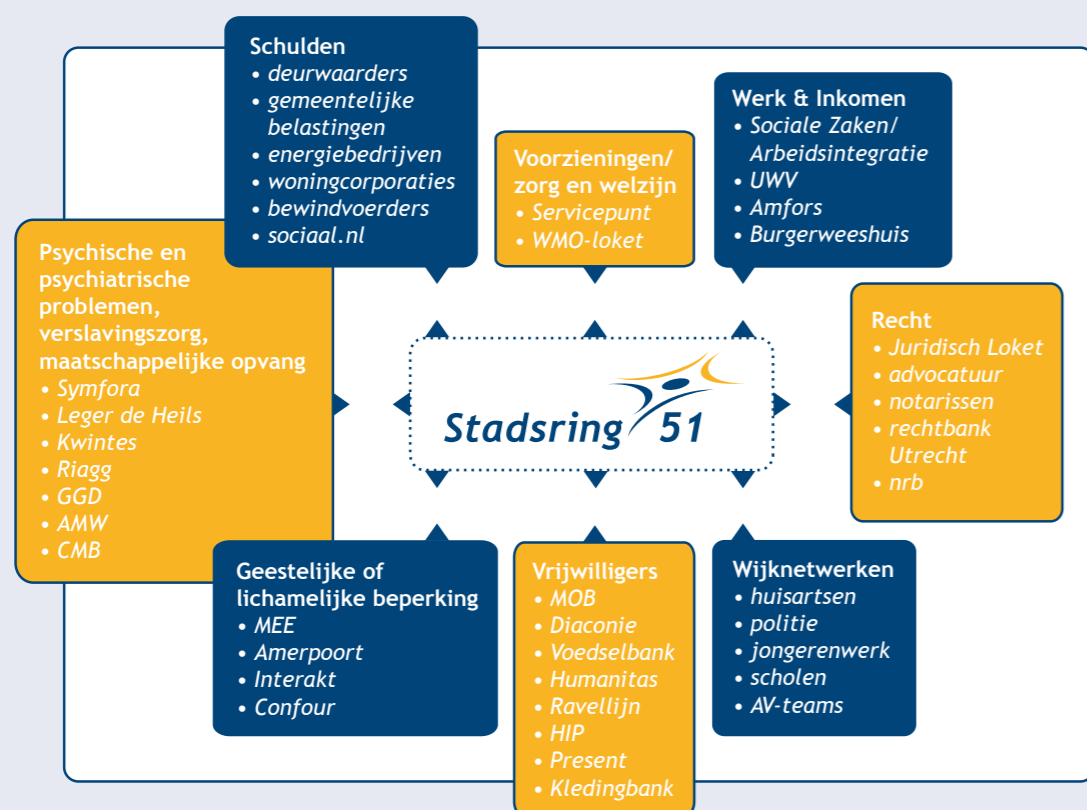 Schulden
• deurwaarders
• gemeentelijke
belastingen
• energiebedrijven
• woningcorporaties
• bewindvoerders
• sociaal.nl
Voorzieningen/
zorg en welzijn
• Servicepunt
• WMO-loket
Werk & Inkomen
• Sociale Zaken/
Arbeidsintegratie
• UWV
• Amfors
• Burgerweeshuis
Psychische en
psychiatrische
problemen,
verslavingszorg,
maatschappelijke opvang
• Symfora
• Leger de Heils
• Kwintes
• Riagg
• GGD
• AMW
• CMB
Stadsring 51
Recht
• Juridisch Loket
• advocatuur
• notarissen
• rechtbank
Utrecht
• nrb
Geestelijke of
lichamelijke beperking
• MEE
• Amerpoort
• Interakt
• Confour
Vrijwilligers
• MOB
• Diaconie
• Voedselbank
• Humanitas
• Ravellijn
• HIP
• Present
• Kledingbank
Wijknetwerken
• huisartsen
• politie
• jongerenwerk
• scholen
• AV-teams